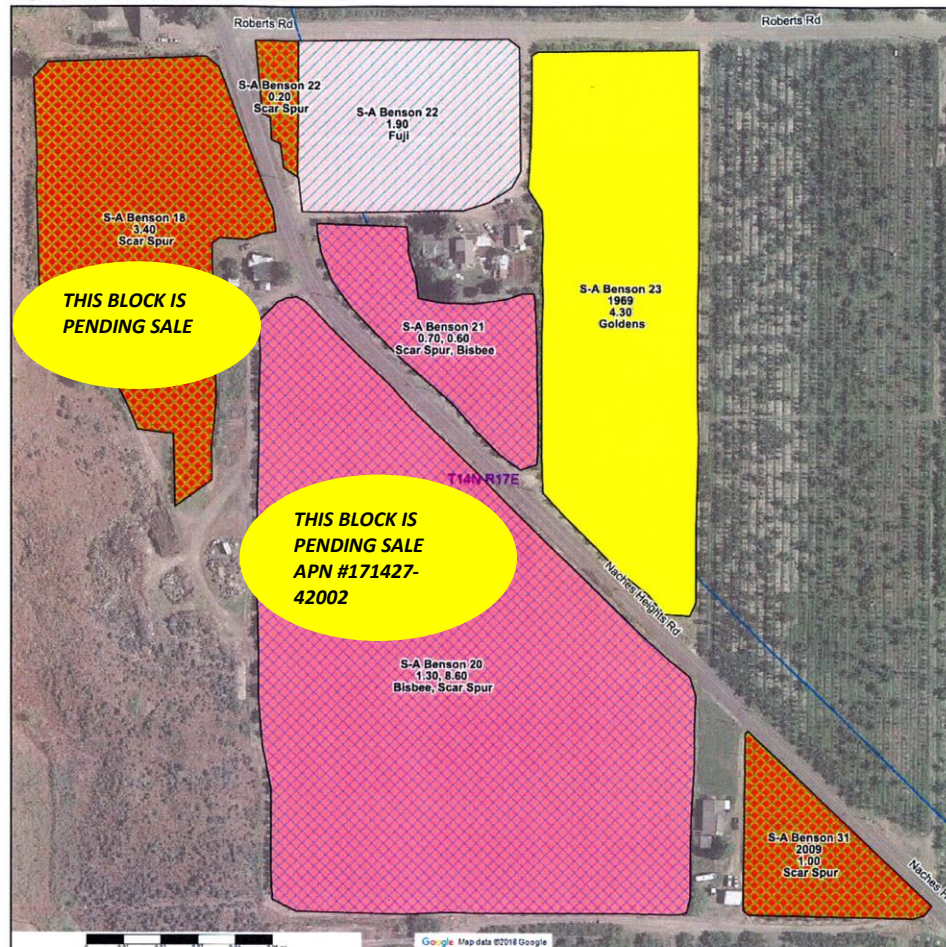 Roberts Rd
Roberts Rd
S-A Benson 22
0.20
Scar Spur
S-A Benson 22
1.90
Fuji
S-A Benson 18
3.40
Scar Spur
THIS BLOCK IS
PENDING SALE
S-A Benson 23
1969
4.30
Goldens
S-A Benson 21
0.70, 0.60
Scar Spur, Bisbee
T14N R17E
THIS BLOCK IS
PENDING SALE
APN #171427-
42002
Naches Heights Rd
S-A Benson 20
1.30, 8.60
Bisbee, Scar Spur
S-A Benson 31
2009
1.00
Scar Spur
Naches
Google Map data ©2018 Google